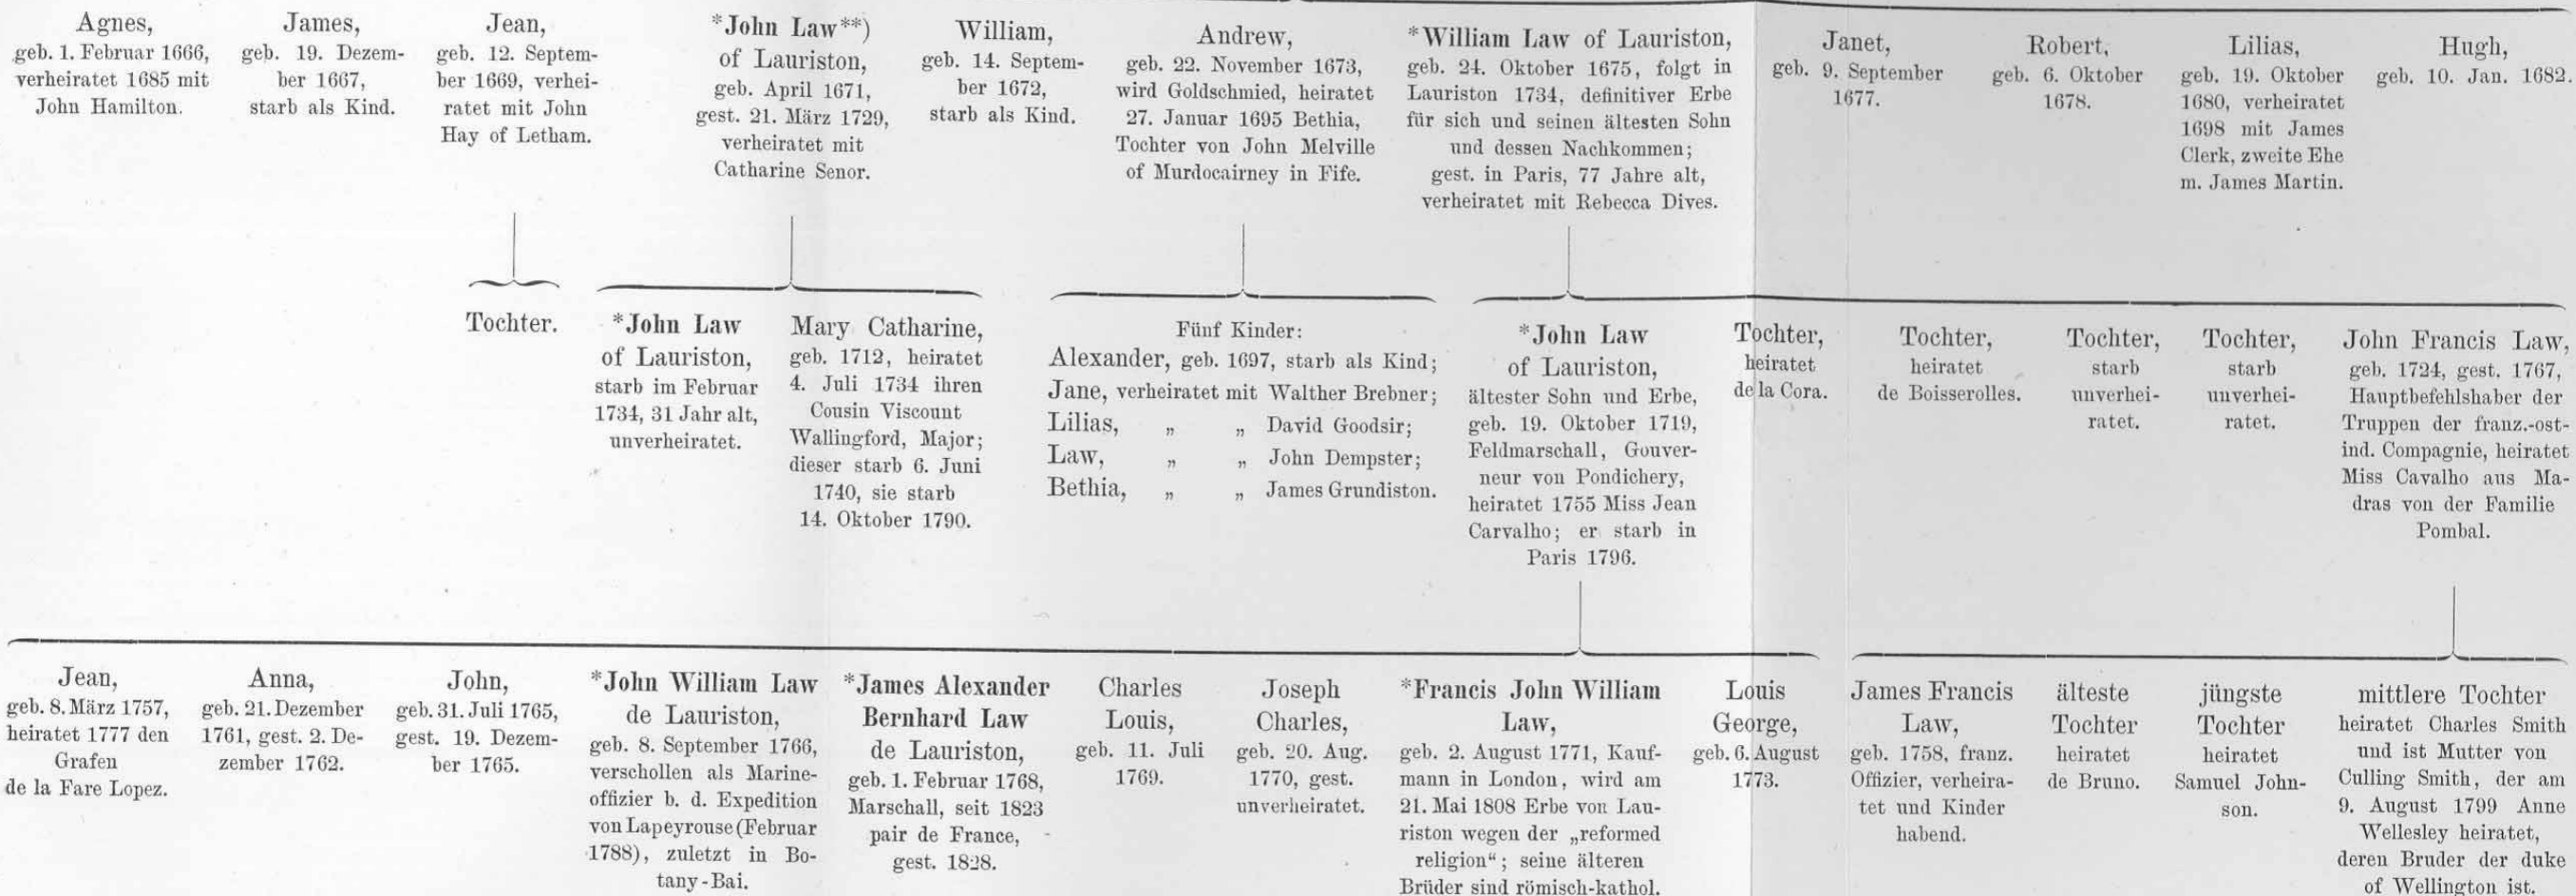 Agnes,
geb. 1. Februar 1666,
verheiratet 1685 mit
John Hamilton.
James,
geb. 19. Dezem-
ber 1667,
starb als Kind.
Jean,
geb. 12. Septem-
ber 1669, verhei-
ratet mit John
Hay of Letham.
*John Law**)
of Lauriston,
geb. April 1671,
gest. 21. März 1729,
verheiratet mit
Catharine Senor.
William,
geb. 14. Septem-
ber 1672,
starb als Kind.
Andrew,
geb. 22. November 1673,
wird Goldschmied, heiratet
27. Januar 1695 Bethia,
Tochter von John Melville
of Murdocairney in Fife.
*William Law of Lauriston,
geb. 24. Oktober 1675, folgt in
Lauriston 1734, definitiver Erbe
für sich und seinen ältesten Sohn
und dessen Nachkommen;
gest. in Paris, 77 Jahre alt,
verheiratet mit Rebecca Dives.
Janet,
geb. 9. September
1677.
Robert,
geb. 6. Oktober
1678.
Lilias,
geb. 19. Oktober
1680, verheiratet
1698 mit James
Clerk, zweite Ehe
m. James Martin.
Hugh,
geb. 10. Jan. 1682.
Tochter.
*John Law
of Lauriston,
starb im Februar
1734, 31 Jahr alt,
unverheiratet.
Mary Catharine,
geb. 1712, heiratet
4. Juli 1734 ihren
Cousin Viscount
Wallingford, Major;
dieser starb 6. Juni
1740, sie starb
14. Oktober 1790.
Fünf Kinder:
Alexander, geb. 1697, starb als Kind;
Jane, verheiratet mit Walther Brebner;
Lilias, „ „ David Goodsir;
Law, „ „ John Dempster;
Bethia, „ „ James Grundiston.
*John Law
of Lauriston,
ältester Sohn und Erbe,
geb. 19. Oktober 1719,
Feldmarschall, Gouver-
neur von Pondichery,
heiratet 1755 Miss Jean
Carvalho; er starb in
Paris 1796.
Tochter,
heiratet
de la Cora.
Tochter,
heiratet
de Boisserolles.
Tochter,
starb
unverhei-
ratet.
Tochter,
starb
unverhei-
ratet.
John Francis Law,
geb. 1724, gest. 1767,
Hauptbefehlshaber der
Truppen der franz.-ost-
ind. Compagnie, heiratet
Miss Cavalho aus Ma-
dras von der Familie
Pombal.
Jean,
geb. 8. März 1757,
heiratet 1777 den
Grafen
de la Fare Lopez.
Anna,
geb. 21. Dezember
1761, gest. 2. De-
zember 1762.
John,
geb. 31. Juli 1765,
gest. 19. Dezem-
ber 1765.
*John William Law
de Lauriston,
geb. 8. September 1766,
verschollen als Marine-
offizier b. d. Expedition
von Lapeyrouse (Februar
1788), zuletzt in Bo-
tany-Bai.
*James Alexander
Bernhard Law
de Lauriston,
geb. 1. Februar 1768,
Marschall, seit 1823
pair de France,
gest. 1828.
Charles
Louis,
geb. 11. Juli
1769.
Joseph
Charles,
geb. 20. Aug.
1770, gest.
unverheiratet.
*Francis John William
Law,
geb. 2. August 1771, Kauf-
mann in London, wird am
21. Mai 1808 Erbe von Lau-
riston wegen der „reformed
religion“; seine älteren
Brüder sind römisch-kathol.
Louis
George,
geb. 6. August
1773.
James Francis
Law,
geb. 1758, franz.
Offizier, verheira-
tet und Kinder
habend.
älteste
Tochter
heiratet
de Bruno.
jüngste
Tochter
heiratet
Samuel John-
son.
mittlere Tochter
heiratet Charles Smith
und ist Mutter von
Culling Smith, der am
9. August 1799 Anne
Wellesley heiratet,
deren Bruder der duke
of Wellington ist.